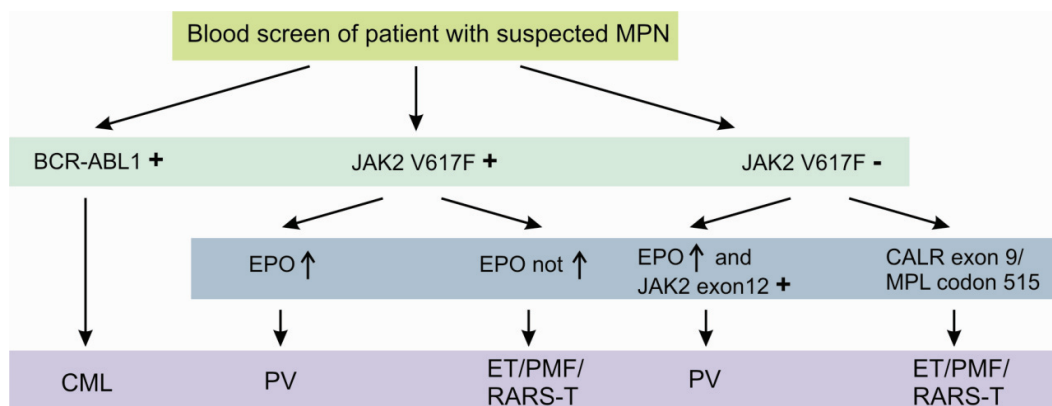 Blood screen of patient with suspected MPN
BCR-ABL1 +
JAK2 V617F +
JAK2 V617F -
EPO ↑
EPO not ↑
EPO ↑ and
JAK2 exon12 +
CALR exon 9/
MPL codon 515
CML
PV
ET/PMF/
RARS-T
PV
ET/PMF/
RARS-T